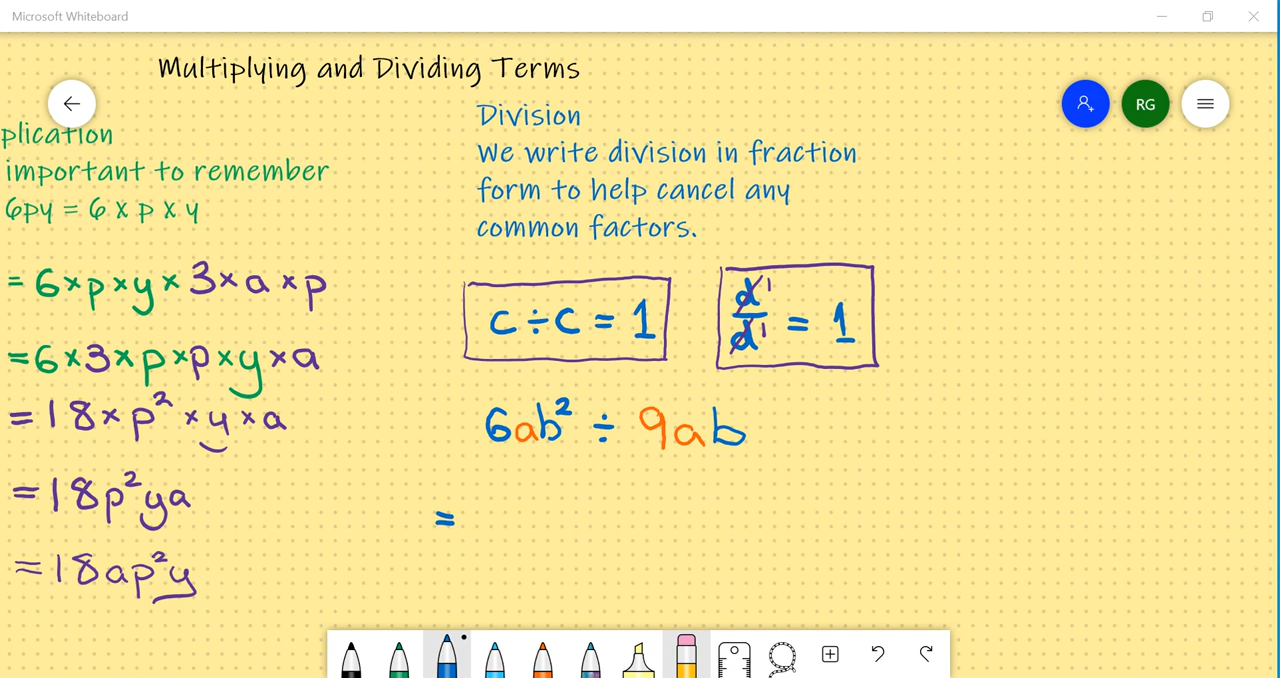 Microsoft Whiteboard
Multiplying and Dividing Terms
plication
important to remember
6py = 6 x p x y
= 6 × p × y × 3 × a × p
= 6 × 3 × p × p × y × a
= 18 × p² × y × a
= 18p²ya
= 18ap²y
Division
We write division in fraction
form to help cancel any
common factors.
c ÷ c = 1
d¹/d¹ = 1
6ab² ÷ 9ab
=
RG